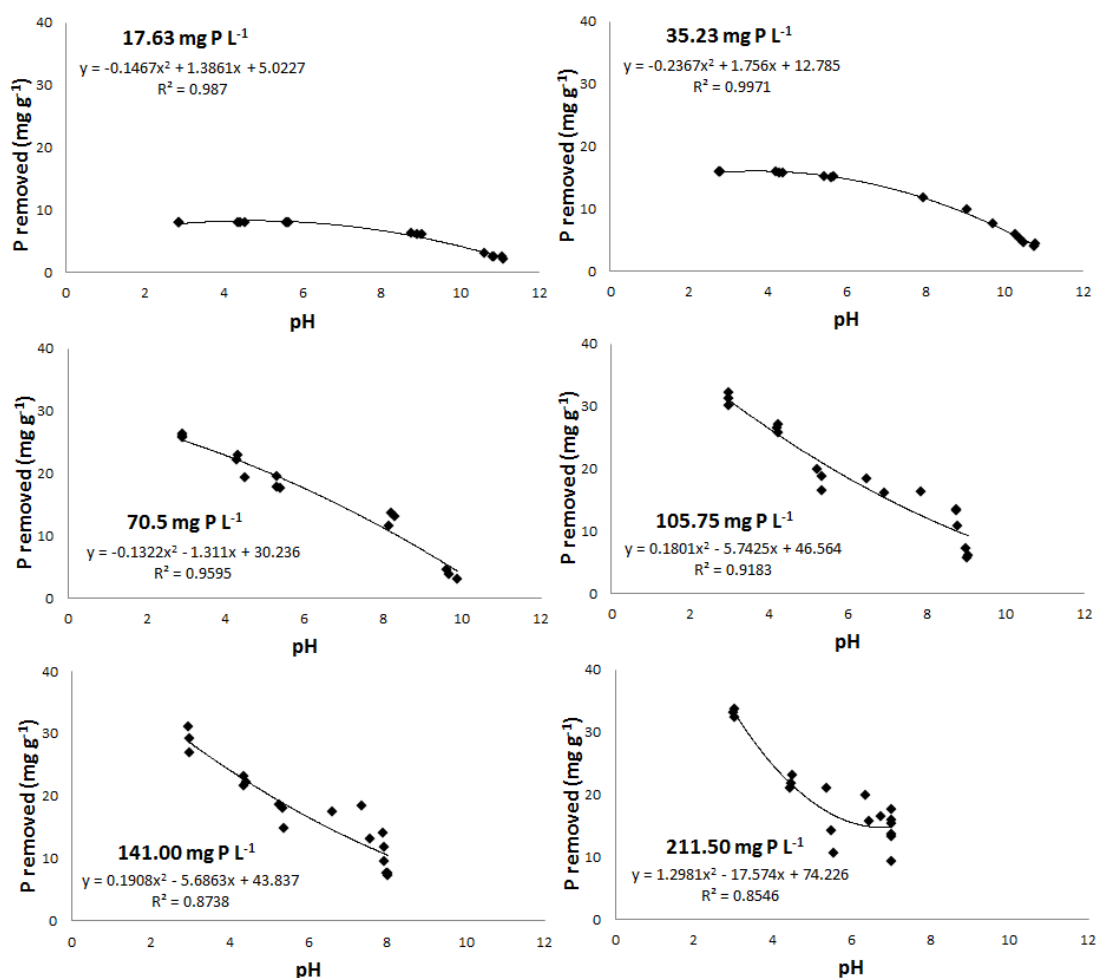 17.63 mg P L⁻¹
y = -0.1467x² + 1.3861x + 5.0227
R² = 0.987
P removed (mg g⁻¹)
40
30
20
10
0
0 2 4 6 8 10 12
pH
35.23 mg P L⁻¹
y = -0.2367x² + 1.756x + 12.785
R² = 0.9971
P removed (mg g⁻¹)
40
30
20
10
0
0 2 4 6 8 10 12
pH
70.5 mg P L⁻¹
y = -0.1322x² - 1.311x + 30.236
R² = 0.9595
P removed (mg g⁻¹)
40
30
20
10
0
0 2 4 6 8 10 12
pH
105.75 mg P L⁻¹
y = 0.1801x² - 5.7425x + 46.564
R² = 0.9183
P removed (mg g⁻¹)
40
30
20
10
0
0 2 4 6 8 10 12
pH
141.00 mg P L⁻¹
y = 0.1908x² - 5.6863x + 43.837
R² = 0.8738
P removed (mg g⁻¹)
40
30
20
10
0
0 2 4 6 8 10 12
pH
211.50 mg P L⁻¹
y = 1.2981x² - 17.574x + 74.226
R² = 0.8546
P removed (mg g⁻¹)
40
30
20
10
0
0 2 4 6 8 10 12
pH